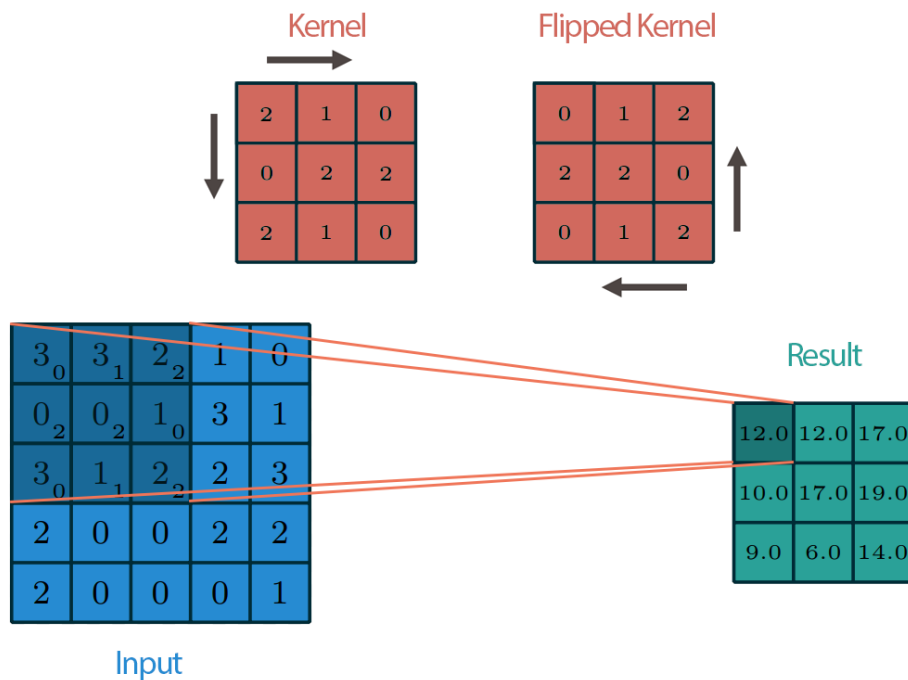 Kernel Flipped Kernel
2 1 0 0 1 2
0 2 2 2 2 0
2 1 0 0 1 2
3 0 3 1 2 2 1 0
0 2 0 2 1 0 3 1
3 0 1 1 2 2 2 3
2 0 0 2 2
2 0 0 0 1
Input
Result
12.0 12.0 17.0
10.0 17.0 19.0
9.0 6.0 14.0